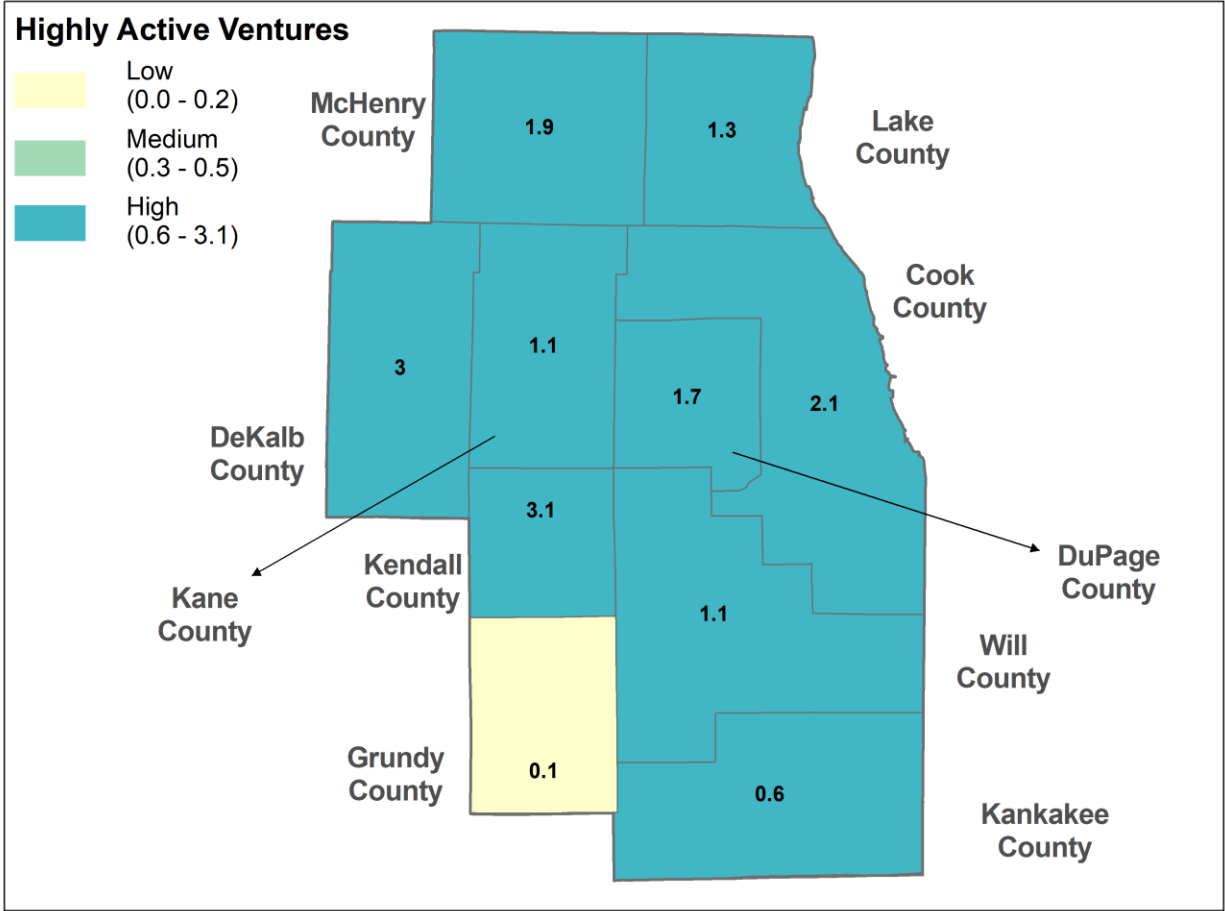 Highly Active Ventures
Low
(0.0 - 0.2)
Medium
(0.3 - 0.5)
High
(0.6 - 3.1)
McHenry
County
1.9
1.3
Lake
County
Cook
County
3
1.1
1.7
2.1
DeKalb
County
3.1
Kendall
County
Kane
County
DuPage
County
1.1
Will
County
Grundy
County
0.1
0.6
Kankakee
County